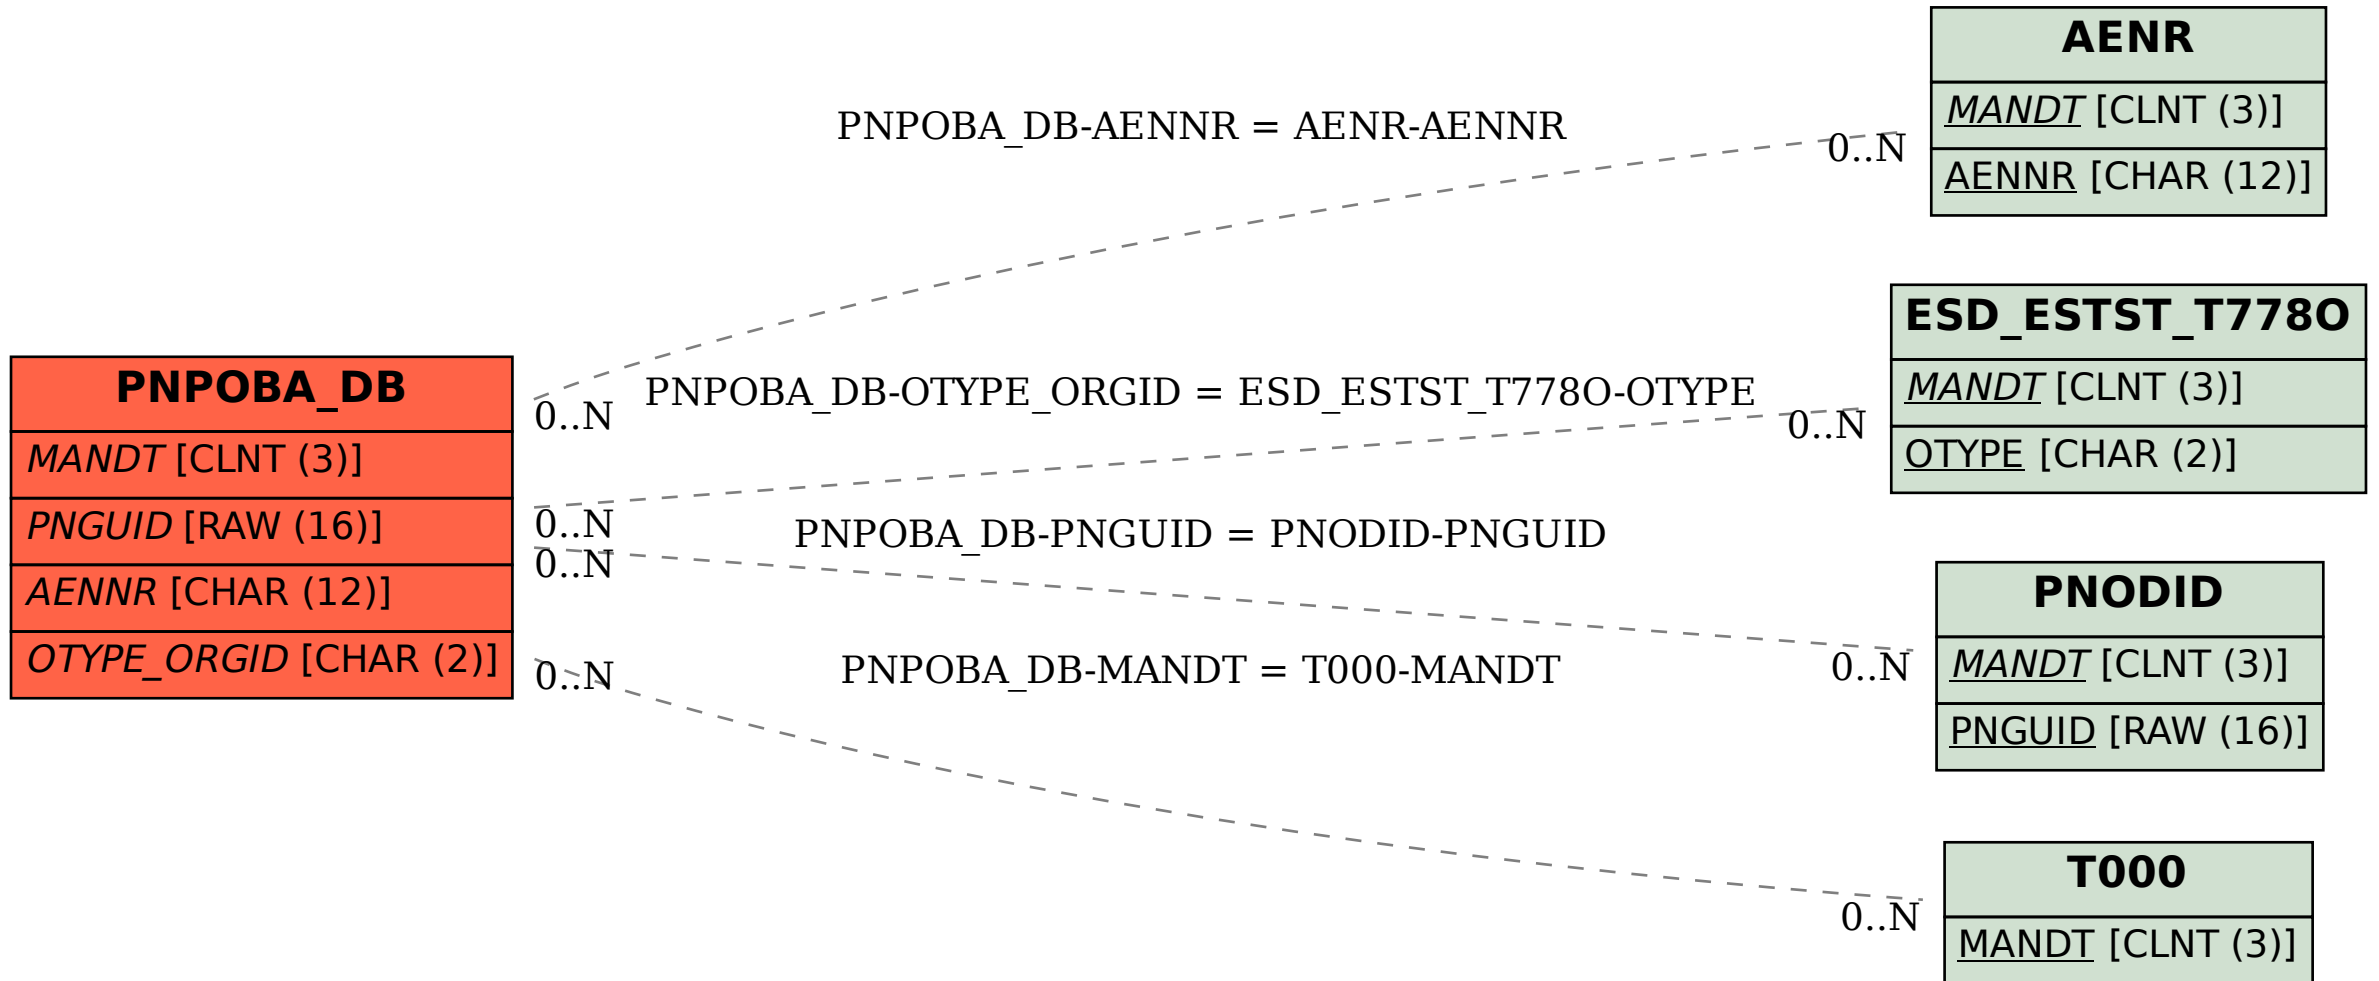 AENR
MANDT [CLNT (3)]
AENNR [CHAR (12)]
PNPOBA_DB-AENNR = AENR-AENNR
0..N
0..N
ESD_ESTST_T778O
MANDT [CLNT (3)]
OTYPE [CHAR (2)]
PNPOBA_DB-OTYPE_ORGID = ESD_ESTST_T778O-OTYPE
0..N
0..N
PNPOBA_DB
MANDT [CLNT (3)]
PNGUID [RAW (16)]
AENNR [CHAR (12)]
OTYPE_ORGID [CHAR (2)]
PNPOBA_DB-PNGUID = PNODID-PNGUID
0..N
0..N
PNODID
MANDT [CLNT (3)]
PNGUID [RAW (16)]
PNPOBA_DB-MANDT = T000-MANDT
0..N
0..N
T000
MANDT [CLNT (3)]